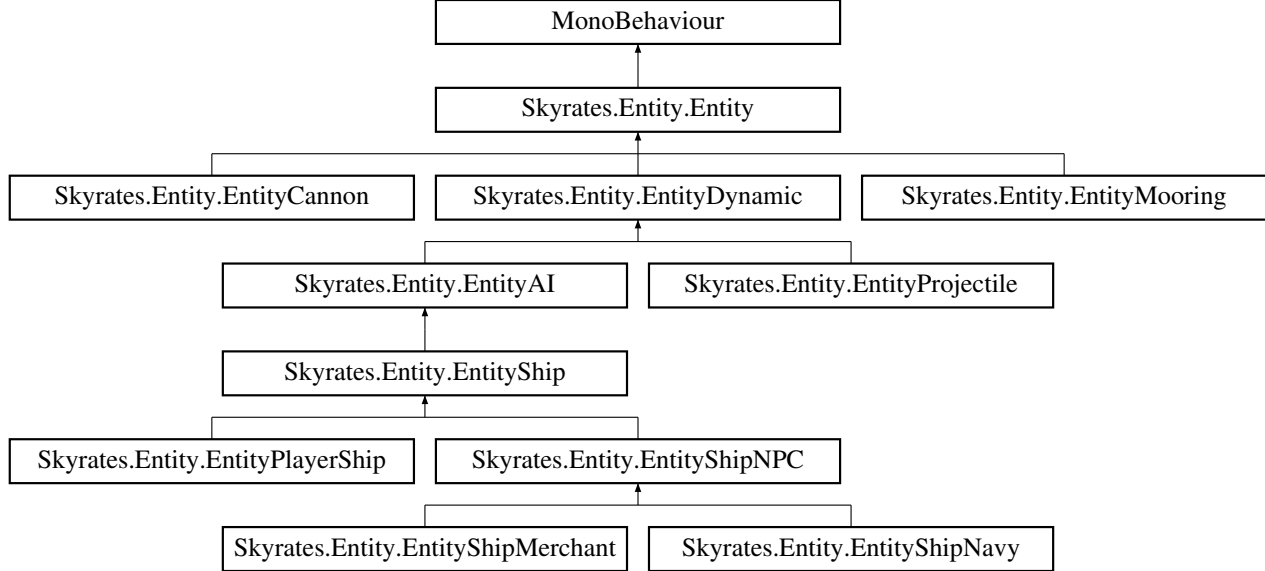 MonoBehaviour
Skyrates.Entity.Entity
Skyrates.Entity.EntityCannon
Skyrates.Entity.EntityDynamic
Skyrates.Entity.EntityMooring
Skyrates.Entity.EntityAI
Skyrates.Entity.EntityProjectile
Skyrates.Entity.EntityShip
Skyrates.Entity.EntityPlayerShip
Skyrates.Entity.EntityShipNPC
Skyrates.Entity.EntityShipMerchant
Skyrates.Entity.EntityShipNavy